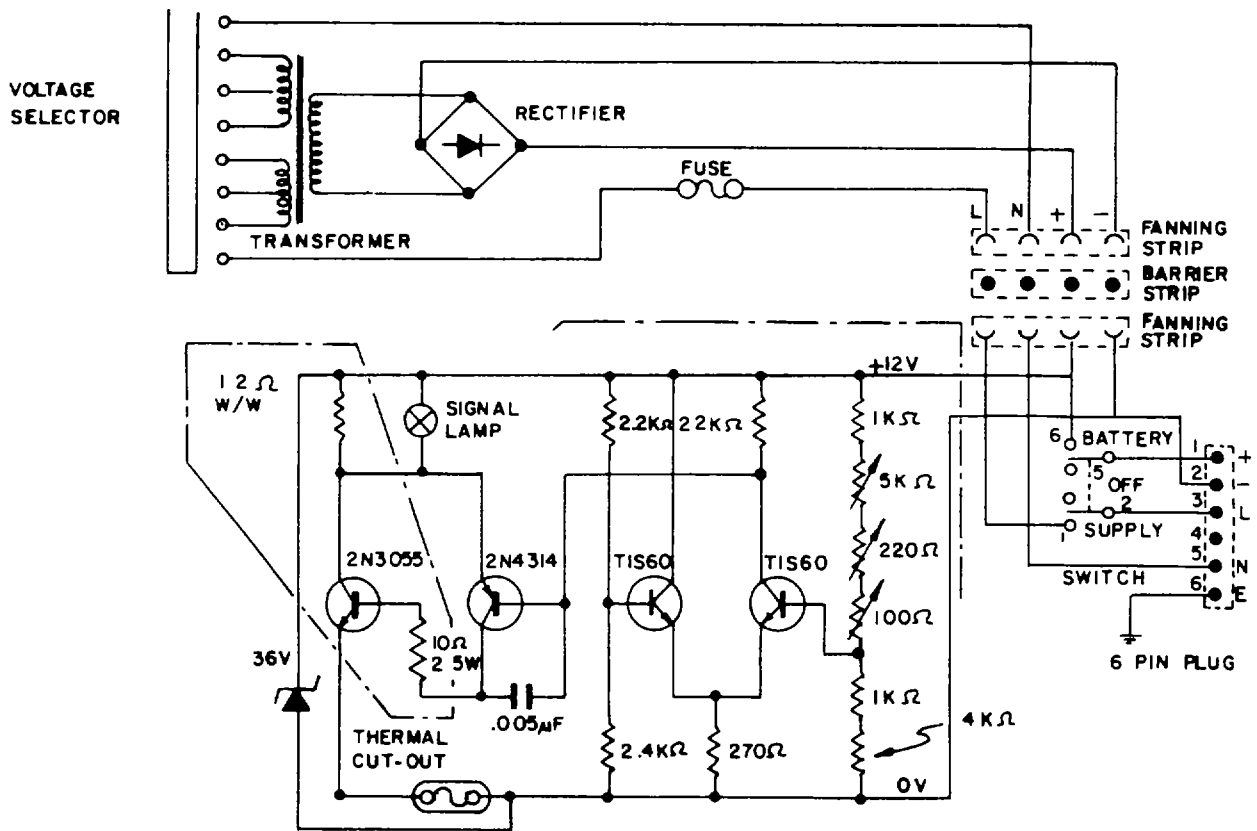 VOLTAGE
SELECTOR
TRANSFORMER
RECTIFIER
FUSE
L N + -
FANNING
STRIP
BARRIER
STRIP
FANNING
STRIP
+12V
12Ω
W/W
SIGNAL
LAMP
2.2KΩ
22KΩ
1KΩ
5KΩ
220Ω
100Ω
1KΩ
4KΩ
6
BATTERY
5
OFF
2
1
SUPPLY
SWITCH
1 +
2 -
3 L
4
5 N
6 E
6 PIN PLUG
2N3055
2N4314
TIS60
TIS60
10Ω
2 5W
36V
.005µF
THERMAL
CUT-OUT
2.4KΩ
270Ω
0V